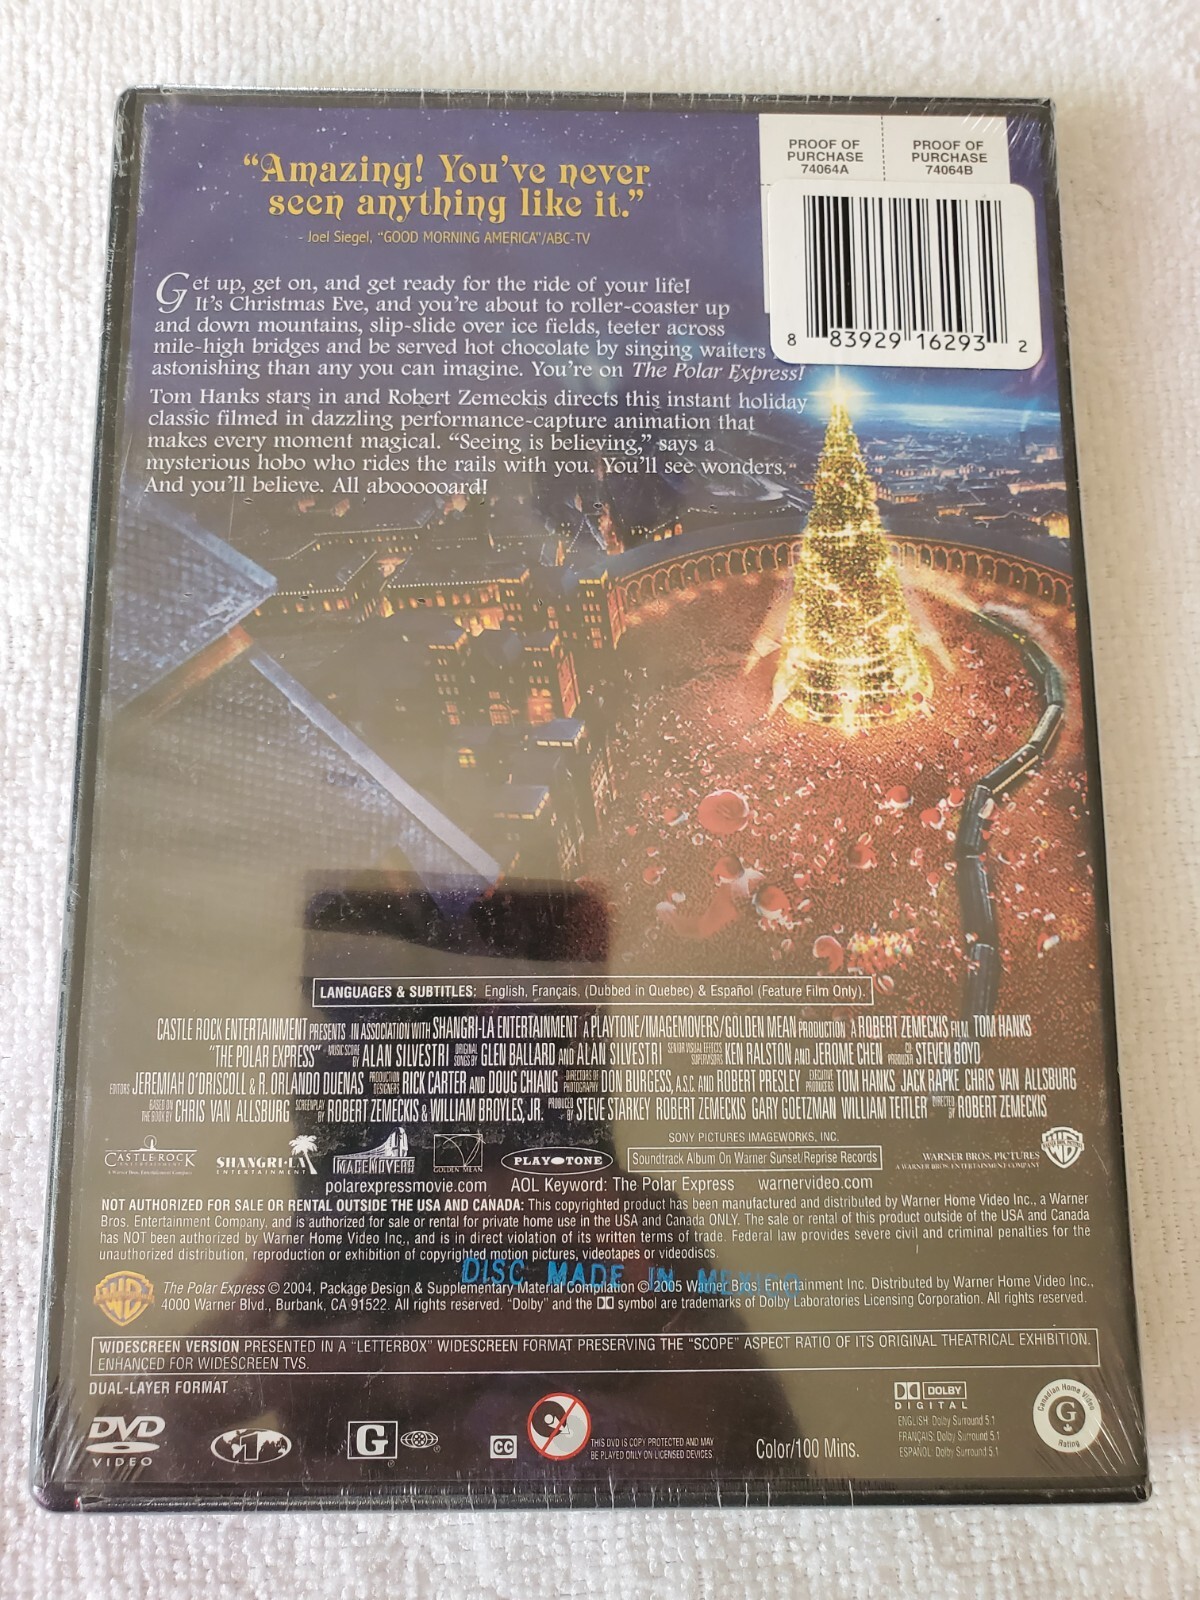 PROOF OF PURCHASE 74064A
PROOF OF PURCHASE 74064B
8 83929 16293 2
“Amazing! You’ve never
seen anything like it.”
- Joel Siegel, “GOOD MORNING AMERICA”/ABC-TV
Get up, get on, and get ready for the ride of your life!
It’s Christmas Eve, and you’re about to roller-coaster up
and down mountains, slip-slide over ice fields, teeter across
mile-high bridges and be served hot chocolate by singing waiters
astonishing than any you can imagine. You’re on The Polar Express!
Tom Hanks stars in and Robert Zemeckis directs this instant holiday
classic filmed in dazzling performance-capture animation that
makes every moment magical. “Seeing is believing,” says a
mysterious hobo who rides the rails with you. You’ll see wonders.
And you’ll believe. All aboooooard!
LANGUAGES & SUBTITLES: English, Français, (Dubbed in Quebec) & Español (Feature Film Only).
CASTLE ROCK ENTERTAINMENT PRESENTS IN ASSOCIATION WITH SHANGRI-LA ENTERTAINMENT A PLAYTONE/IMAGEMOVERS/GOLDEN MEAN PRODUCTION A ROBERT ZEMECKIS FILM TOM HANKS
“THE POLAR EXPRESS” MUSIC SCORE BY ALAN SILVESTRI ORIGINAL SONGS BY GLEN BALLARD AND ALAN SILVESTRI SENIOR VISUAL EFFECTS SUPERVISORS KEN RALSTON AND JEROME CHEN CO PRODUCER STEVEN BOYD
EDITORS JEREMIAH O’DRISCOLL & R. ORLANDO DUENAS PRODUCTION DESIGNERS RICK CARTER AND DOUG CHIANG DIRECTORS OF PHOTOGRAPHY DON BURGESS, A.S.C. AND ROBERT PRESLEY EXECUTIVE PRODUCERS TOM HANKS JACK RAPKE CHRIS VAN ALLSBURG
BASED ON THE BOOK BY CHRIS VAN ALLSBURG SCREENPLAY BY ROBERT ZEMECKIS & WILLIAM BROYLES, JR. PRODUCED BY STEVE STARKEY ROBERT ZEMECKIS GARY GOETZMAN WILLIAM TEITLER DIRECTED BY ROBERT ZEMECKIS
SONY PICTURES IMAGEWORKS, INC.
CASTLE ROCK ENTERTAINMENT
SHANGRI-LA ENTERTAINMENT
IMAGEMOVERS
GOLDEN MEAN
PLAY-TONE
Soundtrack Album On Warner Sunset/Reprise Records
WARNER BROS. PICTURES
A WARNER BROS. ENTERTAINMENT COMPANY
polarexpressmovie.com AOL Keyword: The Polar Express warnervideo.com
NOT AUTHORIZED FOR SALE OR RENTAL OUTSIDE THE USA AND CANADA: This copyrighted product has been manufactured and distributed by Warner Home Video Inc., a Warner
Bros. Entertainment Company, and is authorized for sale or rental for private home use in the USA and Canada ONLY. The sale or rental of this product outside of the USA and Canada
has NOT been authorized by Warner Home Video Inc., and is in direct violation of its written terms of trade. Federal law provides severe civil and criminal penalties for the
unauthorized distribution, reproduction or exhibition of copyrighted motion pictures, videotapes or videodiscs.
DISC MADE IN MEXICO
The Polar Express © 2004, Package Design & Supplementary Material Compilation © 2005 Warner Bros. Entertainment Inc. Distributed by Warner Home Video Inc.,
4000 Warner Blvd., Burbank, CA 91522. All rights reserved. “Dolby” and the DD symbol are trademarks of Dolby Laboratories Licensing Corporation. All rights reserved.
WIDESCREEN VERSION PRESENTED IN A “LETTERBOX” WIDESCREEN FORMAT PRESERVING THE “SCOPE” ASPECT RATIO OF ITS ORIGINAL THEATRICAL EXHIBITION.
ENHANCED FOR WIDESCREEN TVS.
DUAL-LAYER FORMAT
DVD VIDEO
1
G
CC
THIS DVD IS COPY PROTECTED AND MAY
BE PLAYED ONLY ON LICENSED DEVICES
Color/100 Mins.
DOLBY DIGITAL
ENGLISH: Dolby Surround 5.1
FRANÇAIS: Dolby Surround 5.1
ESPAÑOL: Dolby Surround 5.1
Canadian Home Video G Rating